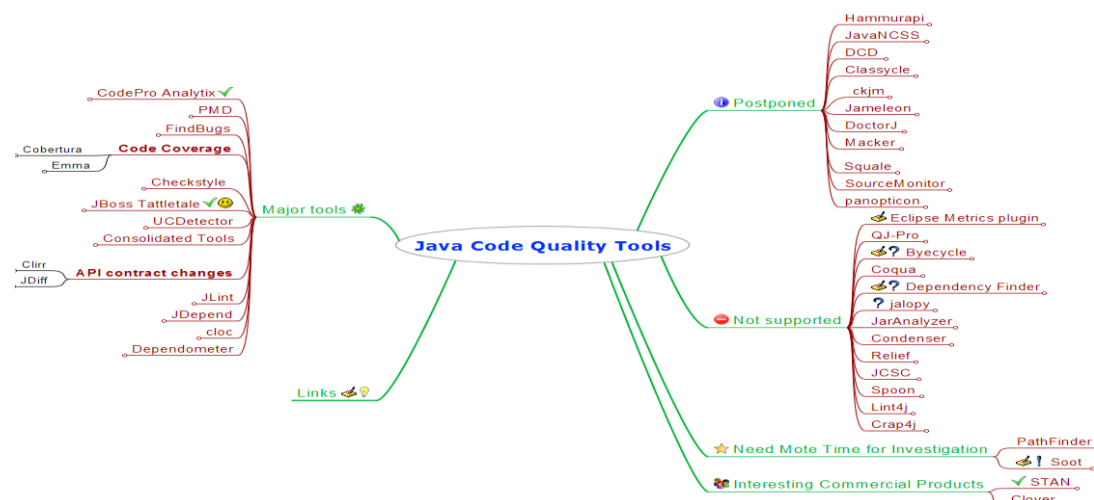 Java Code Quality Tools
Major tools
CodePro Analytix
PMD
FindBugs
Code Coverage
Cobertura
Emma
Checkstyle
JBoss Tattletale
UCDetector
Consolidated Tools
API contract changes
Clirr
JDiff
JLint
JDepend
cloc
Dependometer
Links
Postponed
Hammurapi
JavaNCSS
DCD
Classycle
ckjm
Jameleon
DoctorJ
Macker
Squale
SourceMonitor
panopticon
Not supported
Eclipse Metrics plugin
QJ-Pro
? Byecycle
Coqua
? Dependency Finder
? jalopy
JarAnalyzer
Condenser
Relief
JCSC
Spoon
Lint4j
Crap4j
Need Mote Time for Investigation
PathFinder
! Soot
Interesting Commercial Products
STAN
Clover